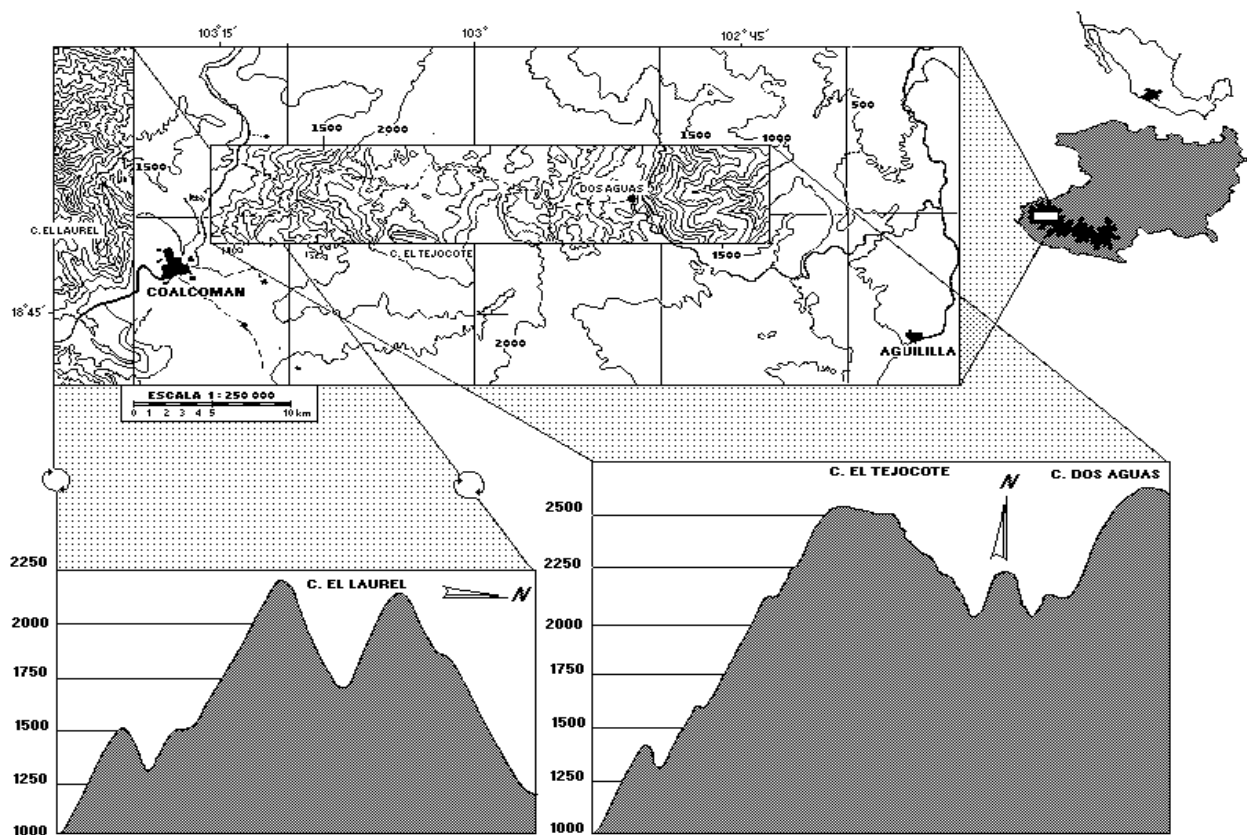 103°15' 103° 102°45'
1500 2000 1500 1000 500
1500
DOS AGUAS
C. EL LAUREL
C. EL TEJOCOTE
1500
COALCOMAN
18°45'
2000
AGUILILLA
ESCALA 1:250 000
0 1 2 3 4 5 10 km
C. EL TEJOCOTE C. DOS AGUAS
N
2500
2250
2000
1750
1500
1250
1000
C. EL LAUREL N
2250
2000
1750
1500
1250
1000